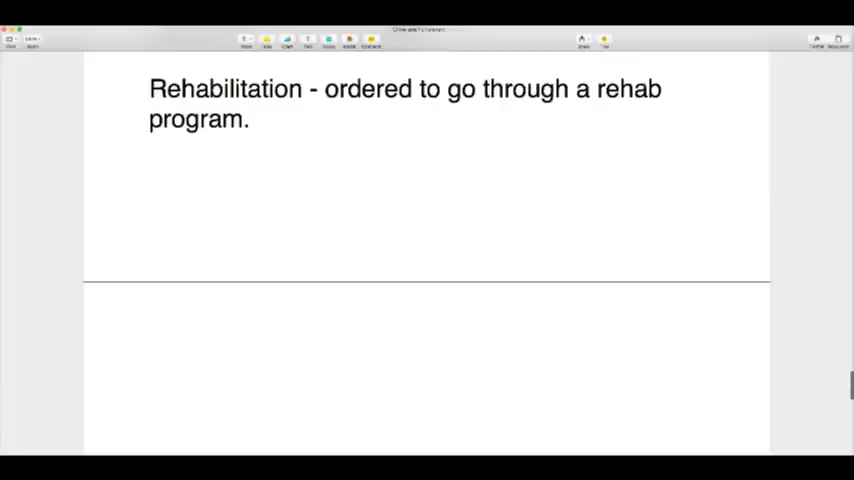 Rehabilitation - ordered to go through a rehab
program.